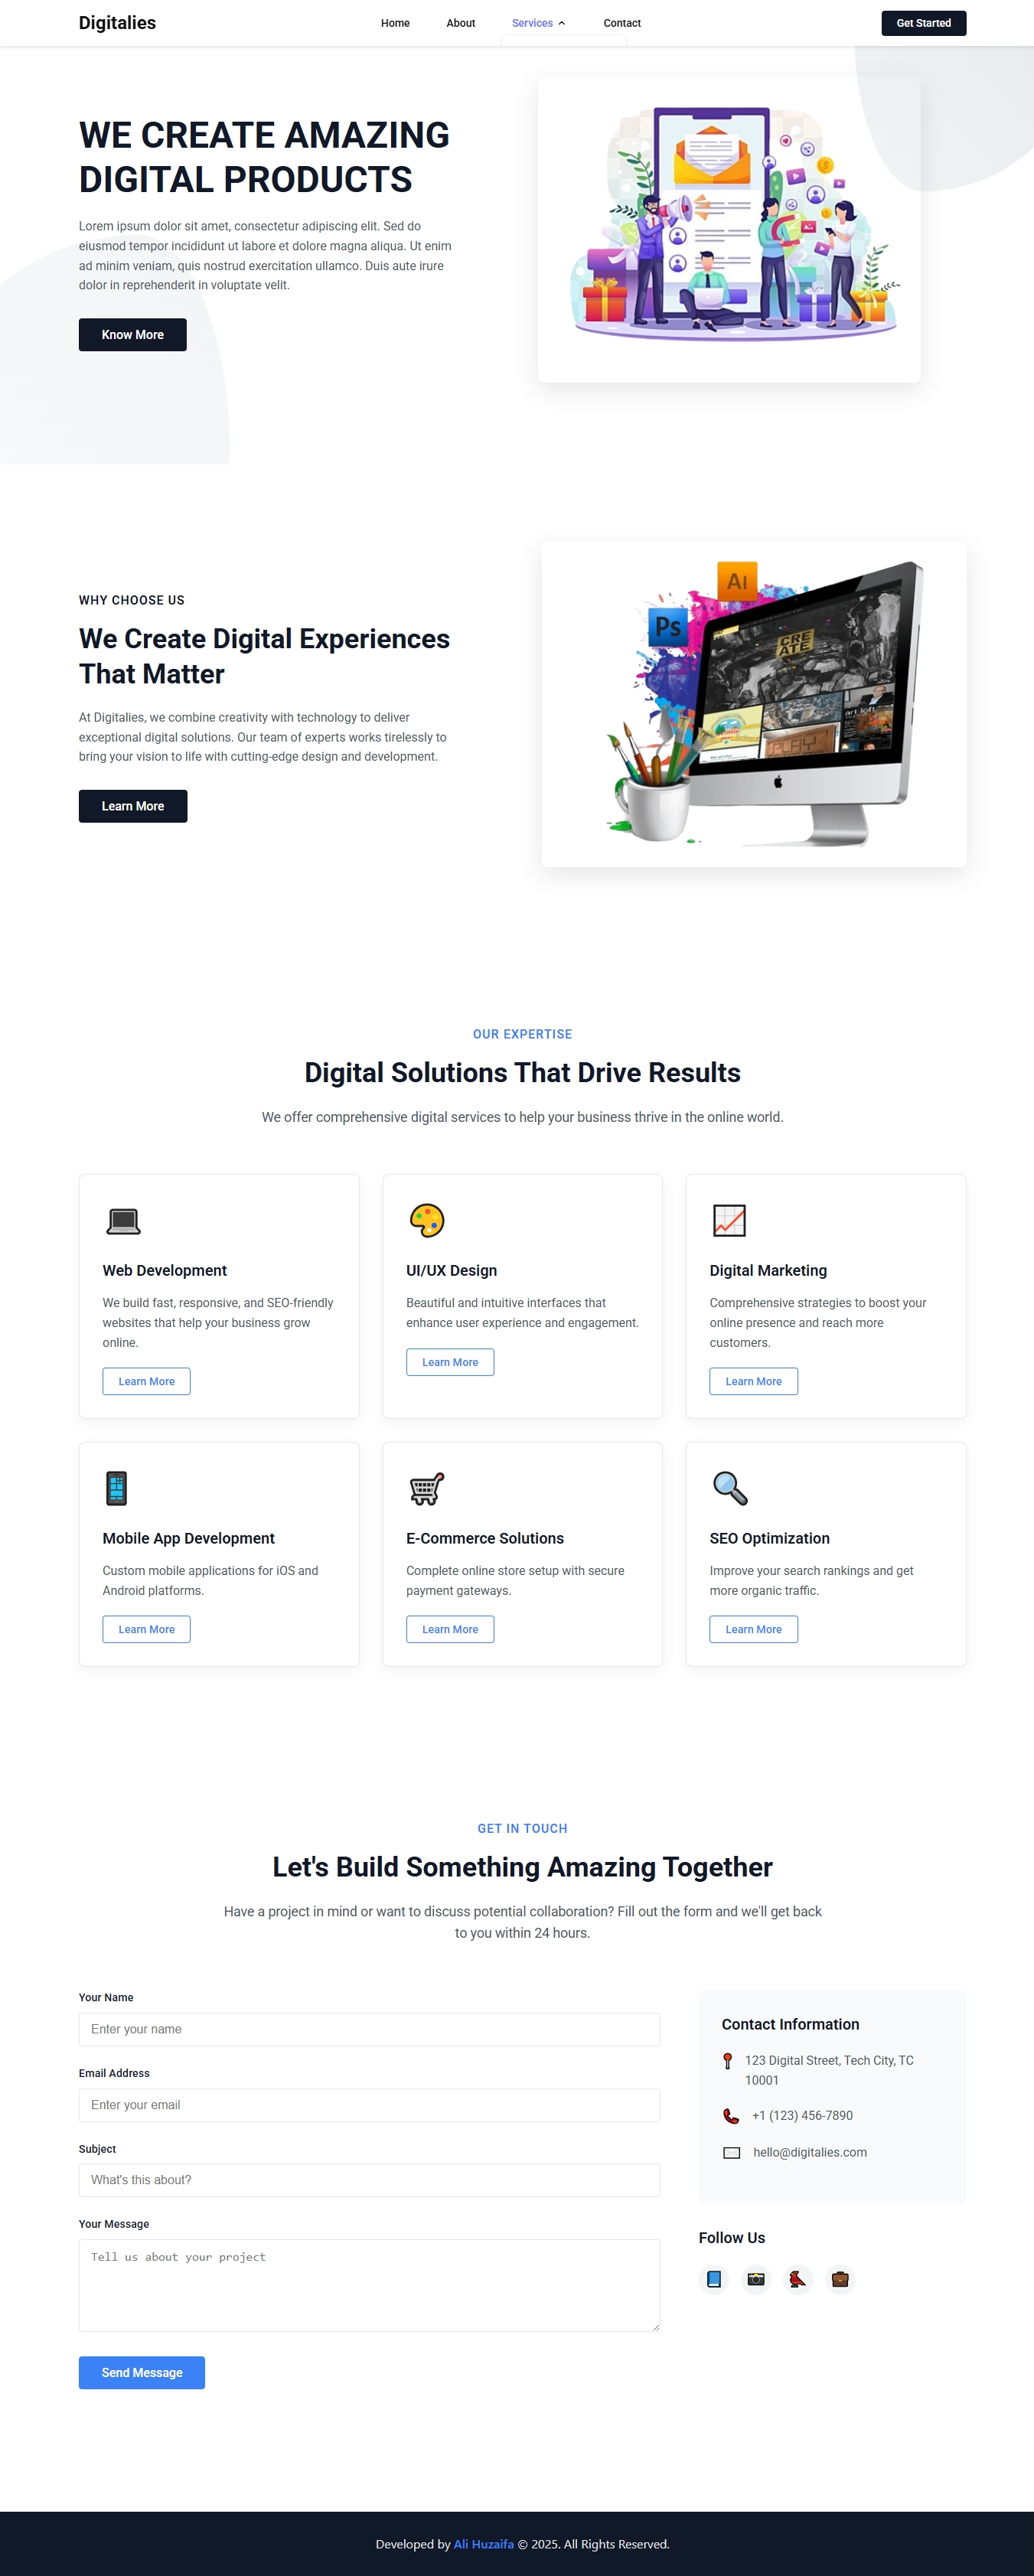 Digitalies
Home
About
Services
Contact
Get Started
WE CREATE AMAZING
DIGITAL PRODUCTS
Lorem ipsum dolor sit amet, consectetur adipiscing elit. Sed do
eiusmod tempor incididunt ut labore et dolore magna aliqua. Ut enim
ad minim veniam, quis nostrud exercitation ullamco. Duis aute irure
dolor in reprehenderit in voluptate velit.
Know More
WHY CHOOSE US
We Create Digital Experiences
That Matter
At Digitalies, we combine creativity with technology to deliver
exceptional digital solutions. Our team of experts works tirelessly to
bring your vision to life with cutting-edge design and development.
Learn More
Ai
Ps
CRE
ATE
PLAY!
OUR EXPERTISE
Digital Solutions That Drive Results
We offer comprehensive digital services to help your business thrive in the online world.
Web Development
We build fast, responsive, and SEO-friendly
websites that help your business grow
online.
Learn More
UI/UX Design
Beautiful and intuitive interfaces that
enhance user experience and engagement.
Learn More
Digital Marketing
Comprehensive strategies to boost your
online presence and reach more
customers.
Learn More
Mobile App Development
Custom mobile applications for iOS and
Android platforms.
Learn More
E-Commerce Solutions
Complete online store setup with secure
payment gateways.
Learn More
SEO Optimization
Improve your search rankings and get
more organic traffic.
Learn More
GET IN TOUCH
Let's Build Something Amazing Together
Have a project in mind or want to discuss potential collaboration? Fill out the form and we'll get back
to you within 24 hours.
Your Name
Enter your name
Email Address
Enter your email
Subject
What's this about?
Your Message
Tell us about your project
Send Message
Contact Information
123 Digital Street, Tech City, TC
10001
+1 (123) 456-7890
hello@digitalies.com
Follow Us
Developed by Ali Huzaifa © 2025. All Rights Reserved.